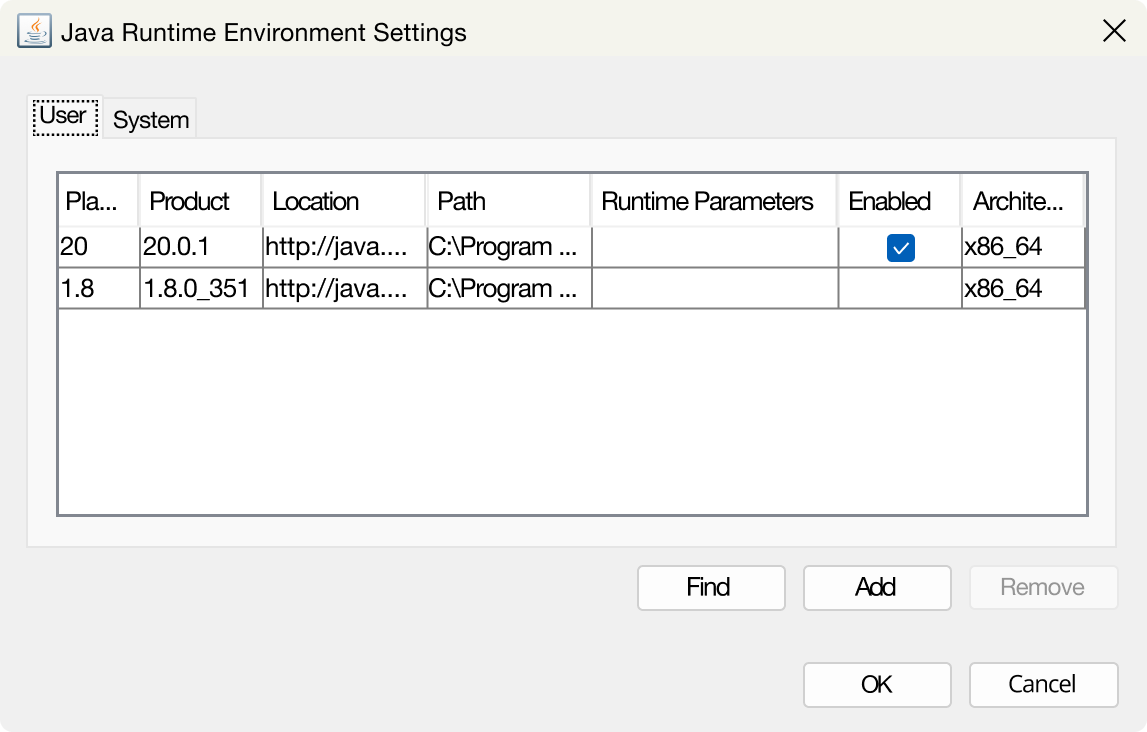 Java Runtime Environment Settings
User System
Pla... Product Location Path Runtime Parameters Enabled Archite...
20 20.0.1 http://java.... C:\Program ... x86_64
1.8 1.8.0_351 http://java.... C:\Program ... x86_64
Find Add Remove
OK Cancel